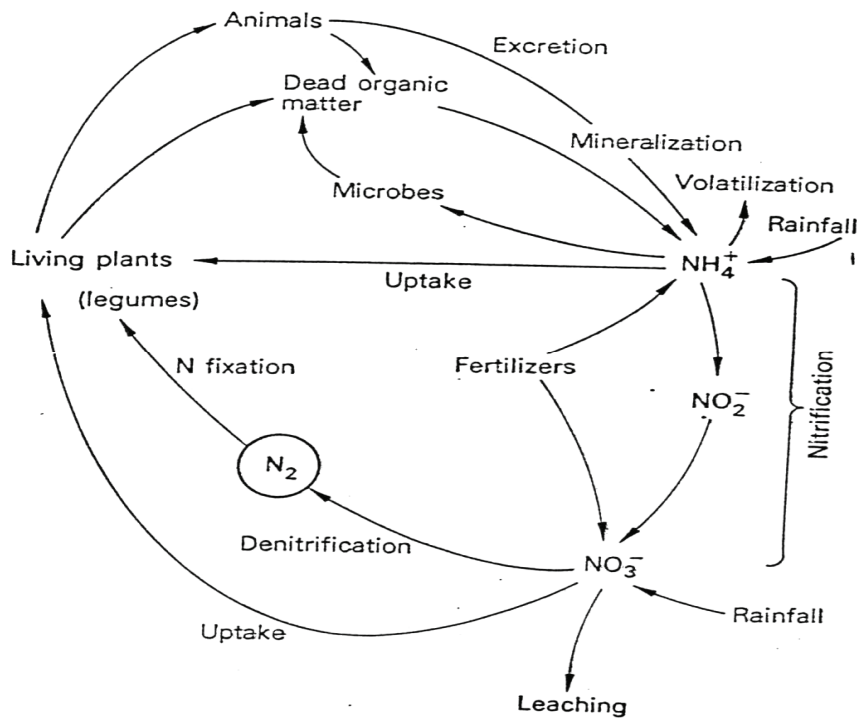 Animals
Excretion
Dead organic
matter
Mineralization
Microbes
Volatilization
Rainfall
Living plants
NH₄⁺
Uptake
(legumes)
N fixation
Fertilizers
NO₂⁻
Nitrification
N₂
Denitrification
NO₃⁻
Uptake
Rainfall
Leaching